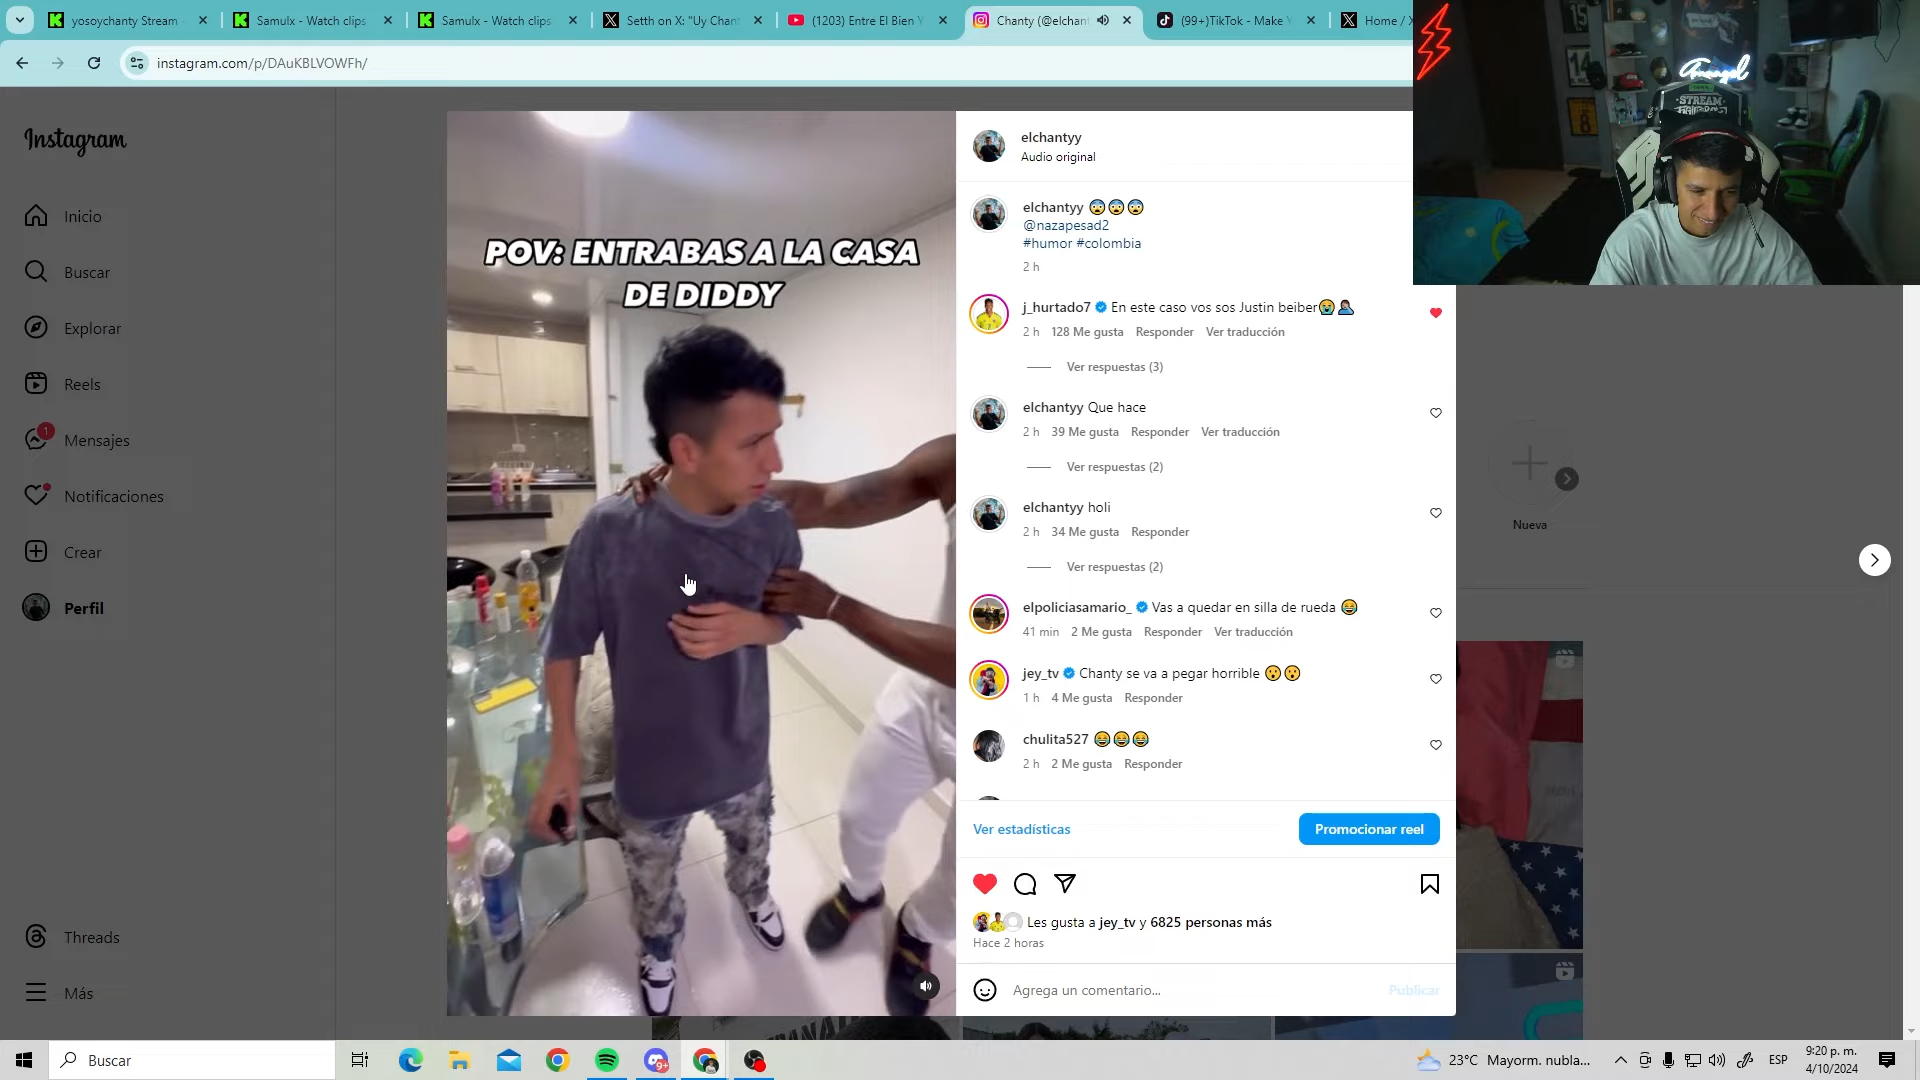 yosoychanty Stream
Samulx - Watch clips
Samulx - Watch clips
Setth on X: "Uy Chant
(1203) Entre El Bien Y
Chanty (@elchant
(99+)TikTok - Make Y
Home / X
instagram.com/p/DAuKBLVOWFh/
STREAM
Instagram
Inicio
Buscar
Explorar
Reels
1
Mensajes
Notificaciones
Crear
Perfil
Threads
Más
POV: ENTRABAS A LA CASA
DE DIDDY
elchantyy
Audio original
elchantyy 😨😨😨
@nazapesad2
#humor #colombia
2 h
j_hurtado7 En este caso vos sos Justin beiber😭🤦🏽‍♂️
2 h 128 Me gusta Responder Ver traducción
Ver respuestas (3)
elchantyy Que hace
2 h 39 Me gusta Responder Ver traducción
Ver respuestas (2)
elchantyy holi
2 h 34 Me gusta Responder
Ver respuestas (2)
elpoliciasamario_ Vas a quedar en silla de rueda 😂
41 min 2 Me gusta Responder Ver traducción
jey_tv Chanty se va a pegar horrible 😮😮
1 h 4 Me gusta Responder
chulita527 😂😂😂
2 h 2 Me gusta Responder
Ver estadísticas
Promocionar reel
Les gusta a jey_tv y 6825 personas más
Hace 2 horas
Agrega un comentario...
Publicar
Nueva
Buscar
9+
23°C Mayorm. nubla...
ESP
9:20 p. m.
4/10/2024